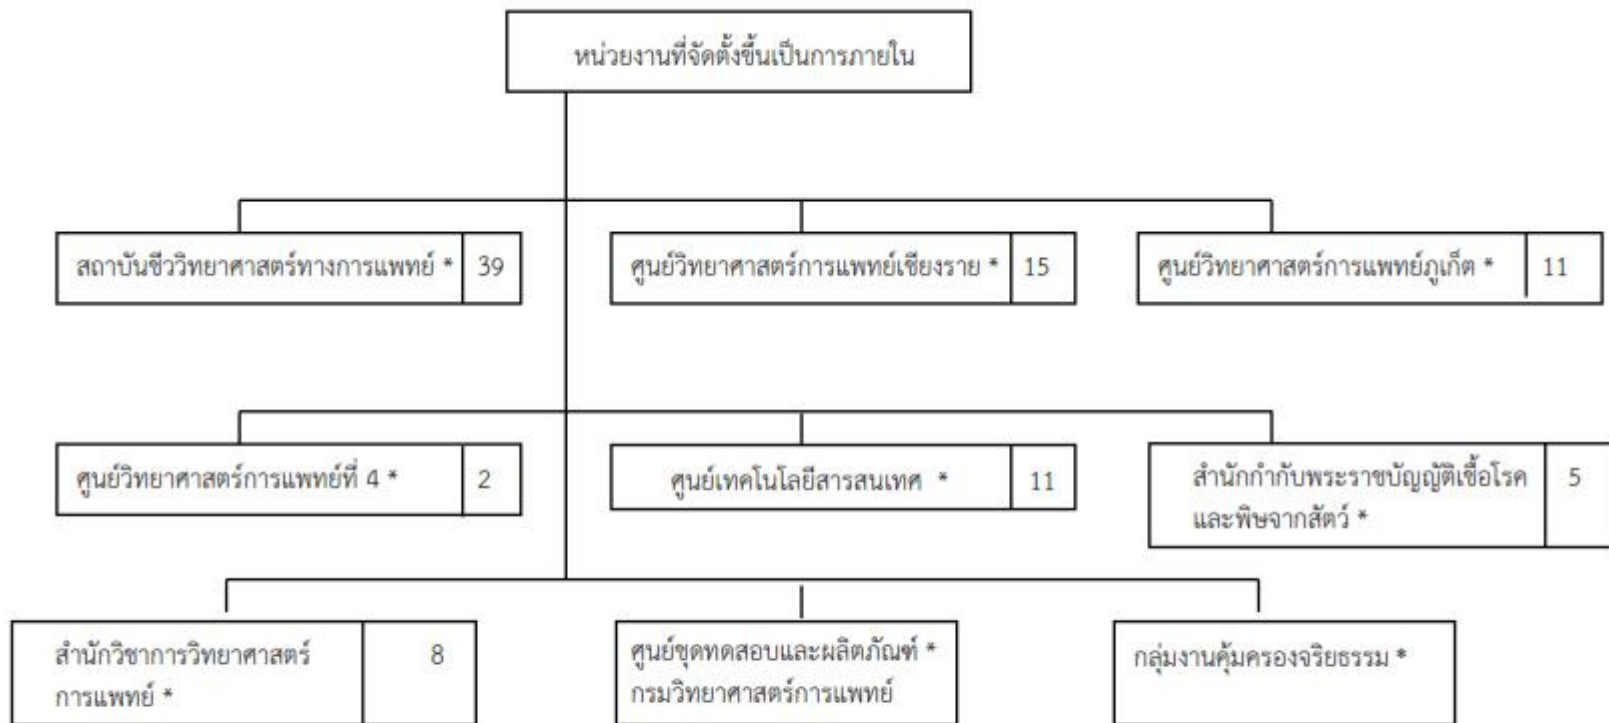 หน่วยงานที่จัดตั้งขึ้นเป็นการภายใน
สถาบันชีววิทยาศาสตร์ทางการแพทย์ * 39
ศูนย์วิทยาศาสตร์การแพทย์เชียงราย * 15
ศูนย์วิทยาศาสตร์การแพทย์ภูเก็ต * 11
ศูนย์วิทยาศาสตร์การแพทย์ที่ 4 * 2
ศูนย์เทคโนโลยีสารสนเทศ * 11
สำนักกำกับพระราชบัญญัติเชื้อโรค 5
และพิษจากสัตว์ *
สำนักวิชาการวิทยาศาสตร์ 8
การแพทย์ *
ศูนย์ชุดทดสอบและผลิตภัณฑ์ *
กรมวิทยาศาสตร์การแพทย์
กลุ่มงานคุ้มครองจริยธรรม *